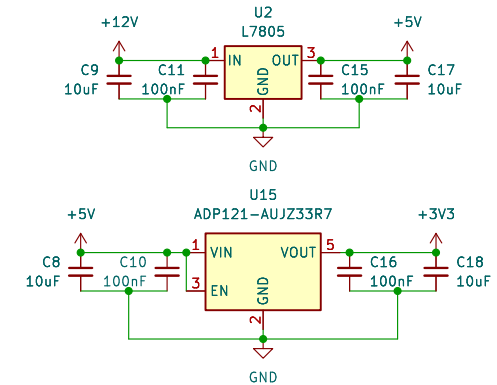 +12V
U2
L7805
+5V
1
IN
OUT
3
C9
10uF
C11
100nF
GND
2
C15
100nF
C17
10uF
GND
+5V
U15
ADP121-AUJZ33R7
+3V3
1
VIN
VOUT
5
C8
10uF
C10
100nF
3
EN
GND
2
C16
100nF
C18
10uF
GND